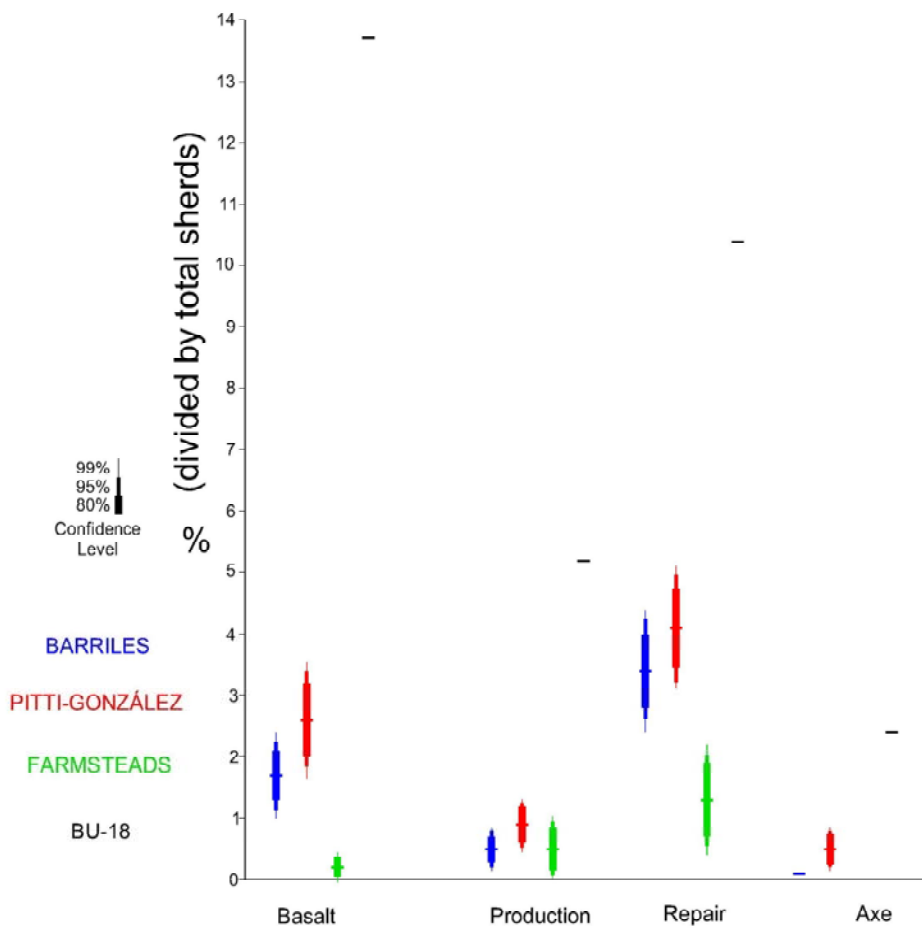 14
13
12
11
10
9
8
7
6
5
4
3
2
1
0
(divided by total sherds)
%
99%
95%
80%
Confidence
Level
BARRILES
PITTI-GONZÁLEZ
FARMSTEADS
BU-18
Basalt
Production
Repair
Axe